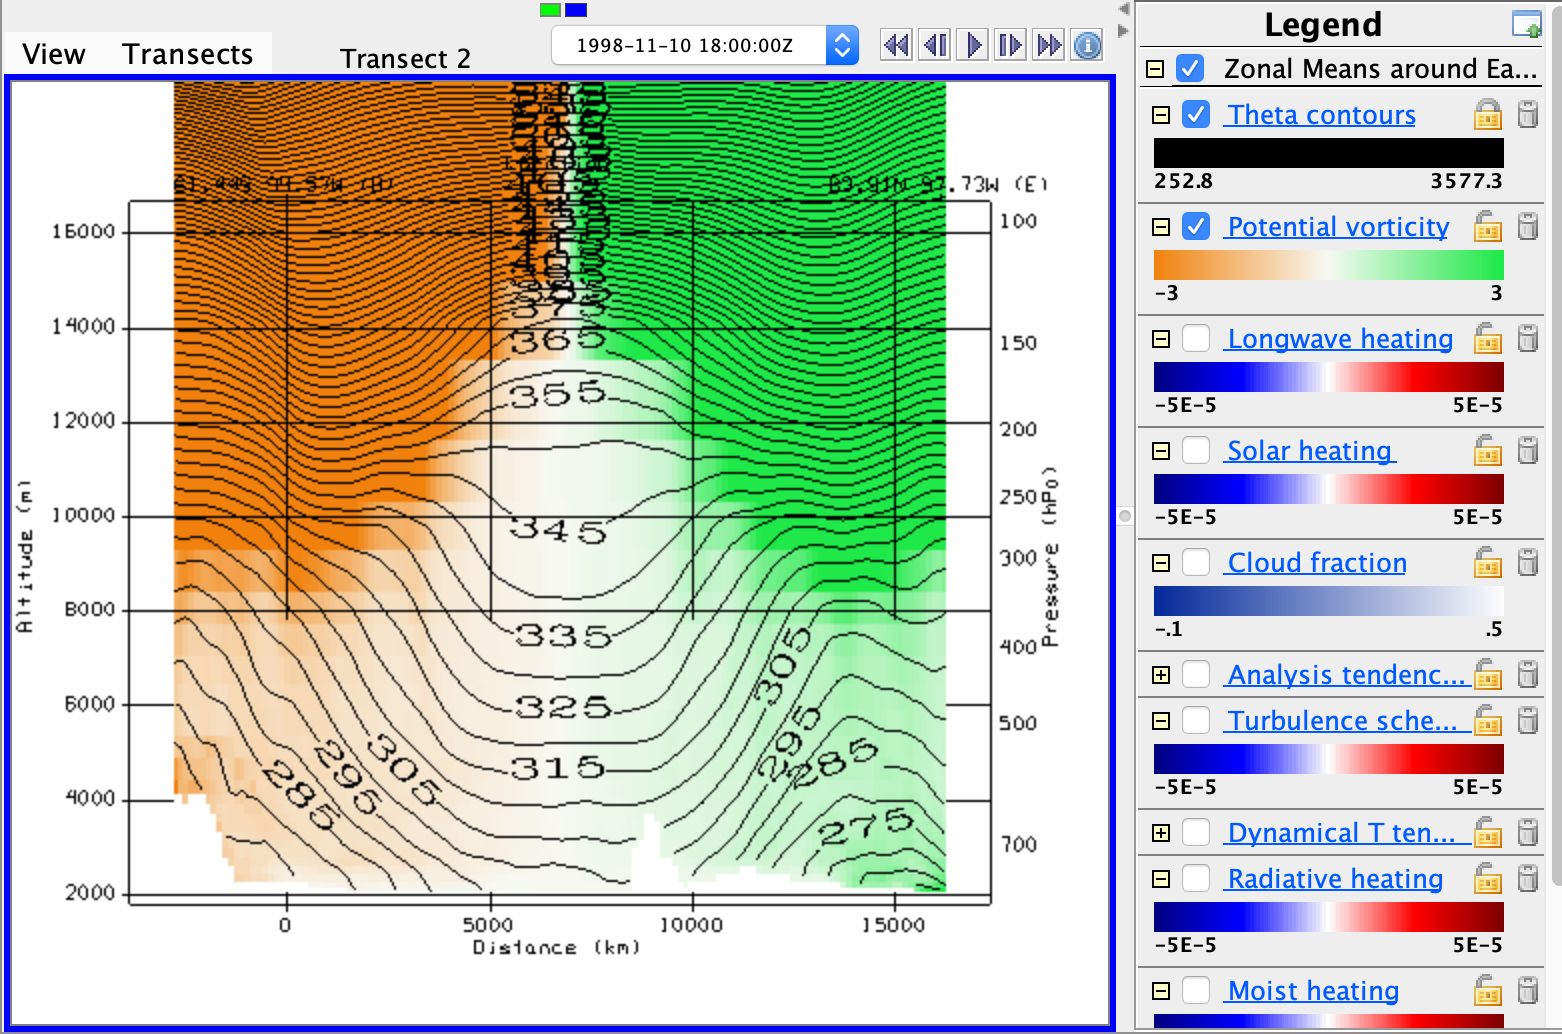 View Transects Transect 2 1998-11-10 18:00:00Z
83.91N 97.73W (E)
16000
14000
12000
10000
8000
6000
4000
2000
Altitude (m)
100
150
200
250
300
400
500
700
Pressure (hPa)
365
355
345
335
325
315
305
295
285
305
295
285
275
0 5000 10000 15000
Distance (km)
Legend
Zonal Means around Ea...
Theta contours
252.8 3577.3
Potential vorticity
-3 3
Longwave heating
-5E-5 5E-5
Solar heating
-5E-5 5E-5
Cloud fraction
-.1 .5
Analysis tendenc...
Turbulence sche...
-5E-5 5E-5
Dynamical T ten...
Radiative heating
-5E-5 5E-5
Moist heating